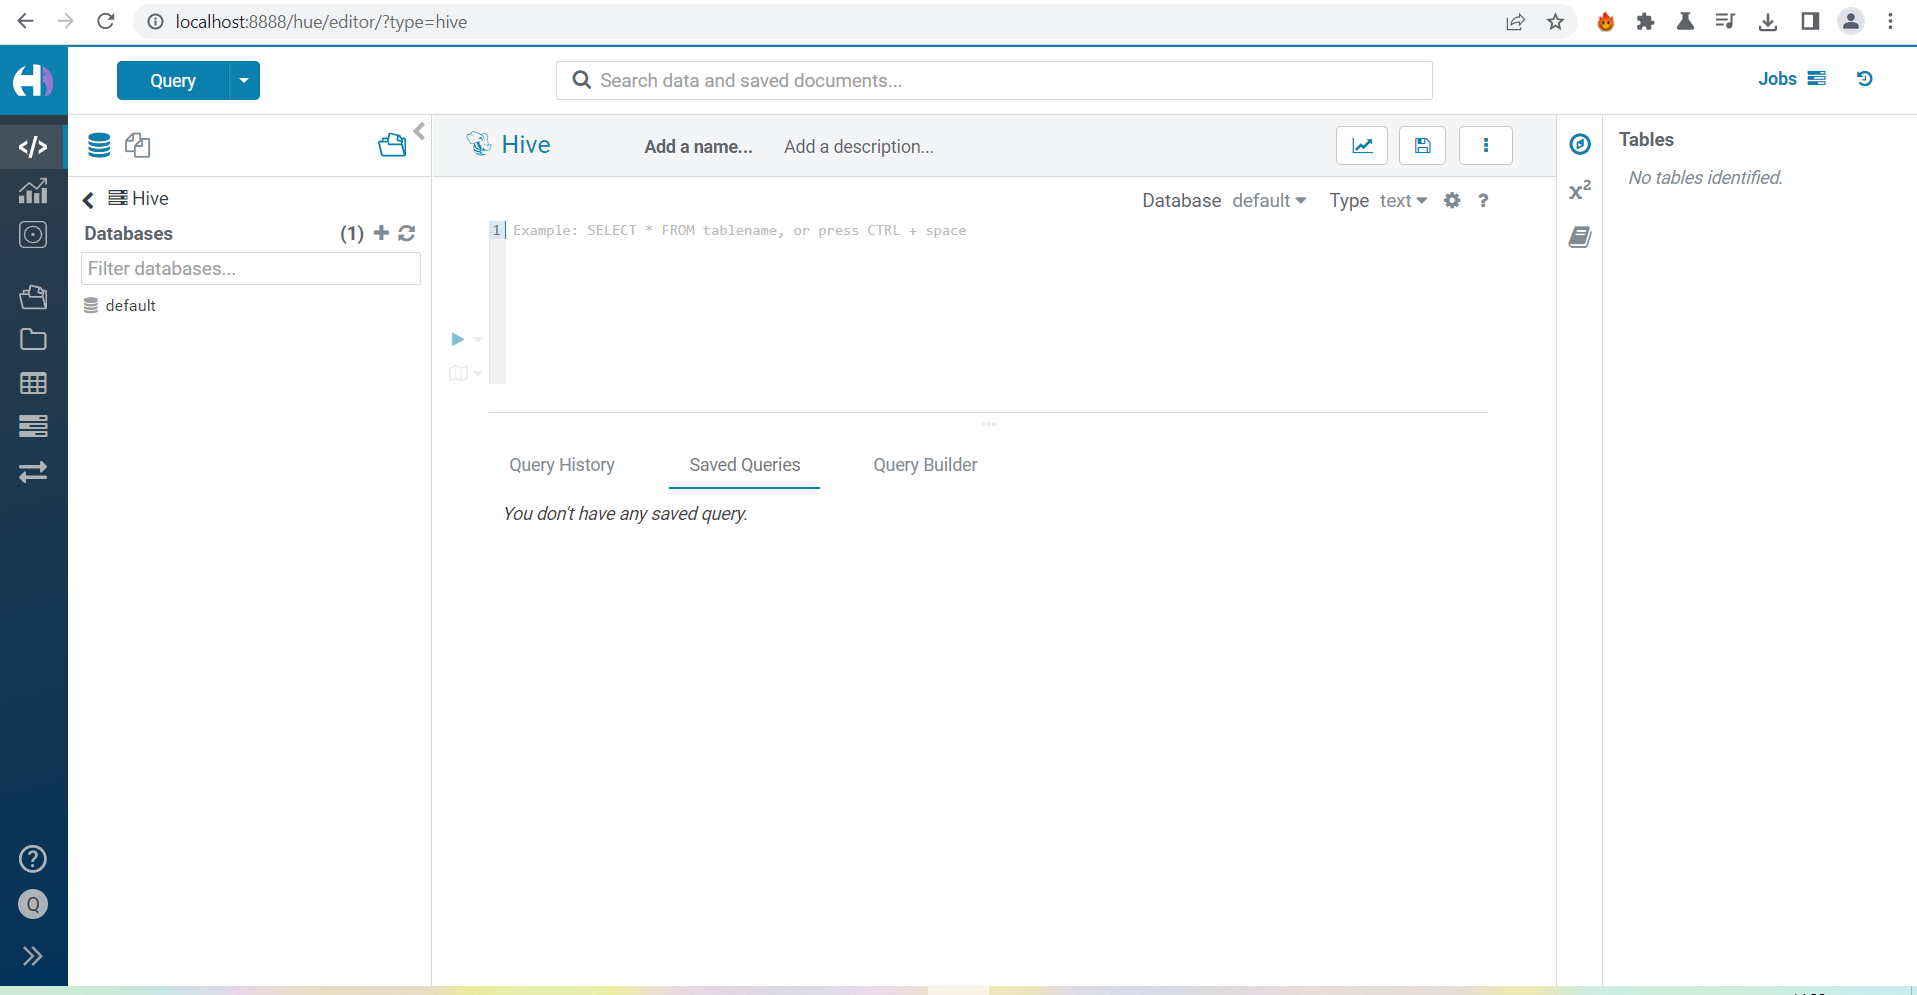 localhost:8888/hue/editor/?type=hive
Query
Search data and saved documents...
Jobs
Hive
Databases (1)
Filter databases...
default
Hive Add a name... Add a description...
Database default Type text ?
1 Example: SELECT * FROM tablename, or press CTRL + space
Query History Saved Queries Query Builder
You don't have any saved query.
x²
Tables
No tables identified.
?
Q